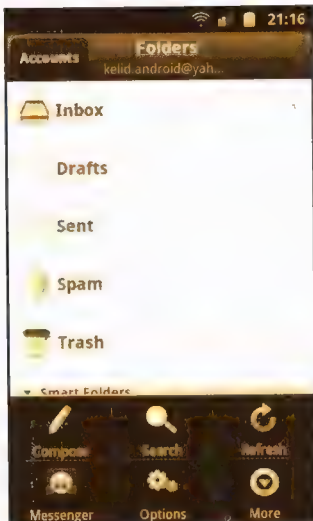 21:16
Accounts
Folders
kelid.android@yah...
Inbox
Drafts
Sent
Spam
Trash
Smart Folders
Compose
Search
Refresh
Messenger
Options
More